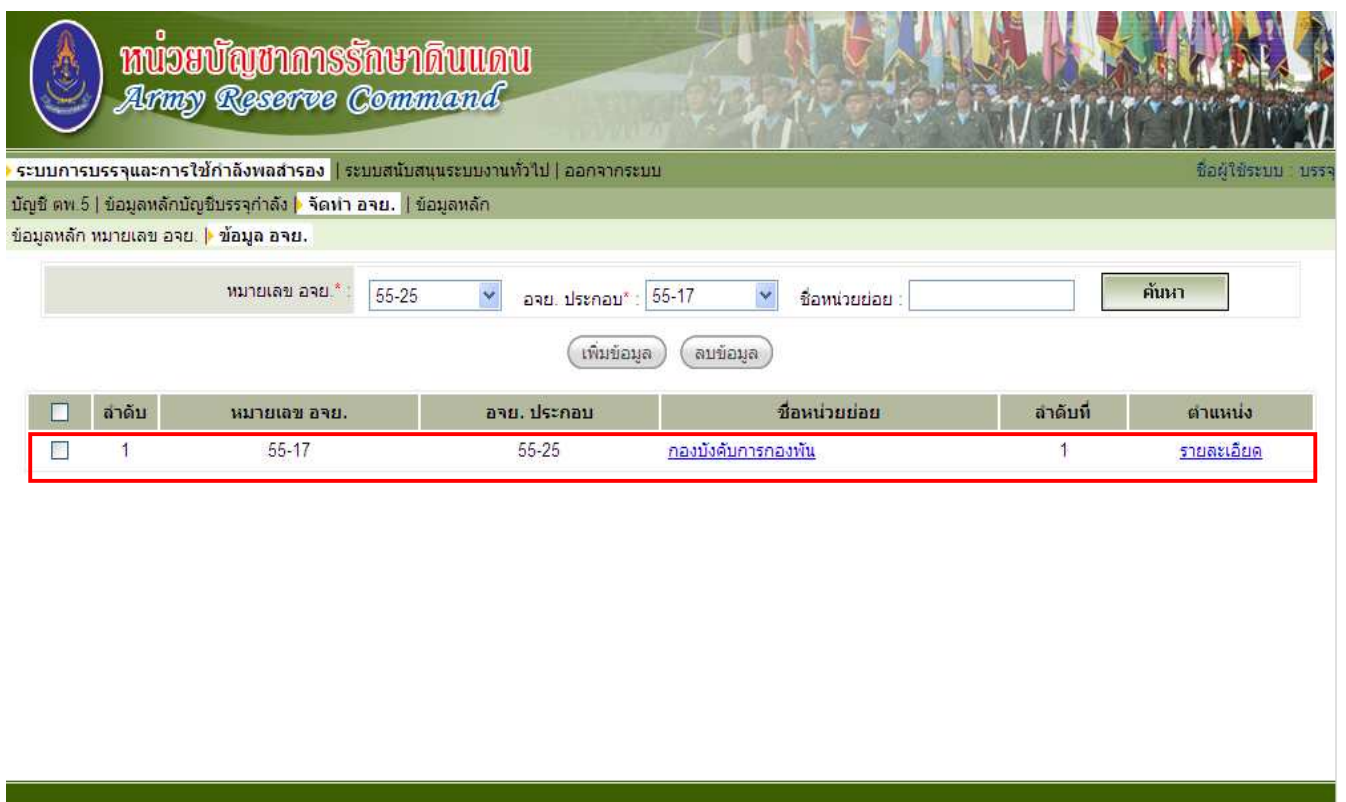 หน่วยบัญชาการรักษาดินแดน
Army Reserve Command
ระบบการบรรจุและการใช้กำลังพลสำรอง | ระบบสนับสนุนระบบงานทั่วไป | ออกจากระบบ ชื่อผู้ใช้ระบบ : บรรจุ
บัญชี ตพ.5 | ข้อมูลหลักบัญชีบรรจุกำลัง | จัดทำ อจย. | ข้อมูลหลัก
ข้อมูลหลัก หมายเลข อจย. | ข้อมูล อจย.
หมายเลข อจย.* : 55-25 อจย. ประกอบ* : 55-17 ชื่อหน่วยย่อย : ค้นหา
เพิ่มข้อมูล ลบข้อมูล
ลำดับ หมายเลข อจย. อจย. ประกอบ ชื่อหน่วยย่อย ลำดับที่ ตำแหน่ง
1 55-17 55-25 กองบังคับการกองพัน 1 รายละเอียด